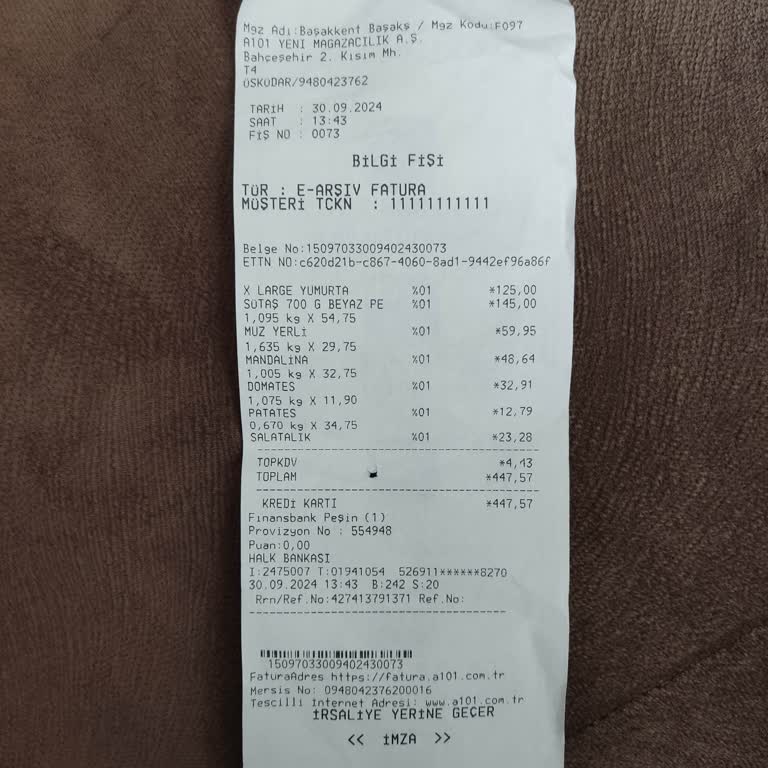 Mgz Adı:Başakkent Başakş / Mgz Kodu:F097
A101 YENİ MAGAZACILIK A.Ş.
Bahçeşehir 2. Kısım Mh.
T4
ÜSKÜDAR/9480423762
TARİH : 30.09.2024
SAAT : 13:43
FİŞ NO : 0073
BİLGİ FİŞİ
TÜR : E-ARŞİV FATURA
MÜŞTERİ TCKN : 11111111111
Belge No:15097033009402430073
ETTN NO:c620d21b-c867-4060-8ad1-9442ef96a86f
X LARGE YUMURTA %01 *125,00
SÜTAŞ 700 G BEYAZ PE %01 *145,00
1,095 kg X 54,75
MUZ YERLİ %01 *59,95
1,635 kg X 29,75
MANDALİNA %01 *48,64
1,005 kg X 32,75
DOMATES %01 *32,91
1,075 kg X 11,90
PATATES %01 *12,79
0,670 kg X 34,75
SALATALIK %01 *23,28
TOPKDV *4,43
TOPLAM *447,57
KREDİ KARTI *447,57
Finansbank Peşin (1)
Provizyon No : 554948
Puan:0,00
HALK BANKASI
I:2475007 T:01941054 526911******8270
30.09.2024 13:43 B:242 S:20
Rrn/Ref.No:427413791371 Ref.No:
15097033009402430073
FaturaAdres https://fatura.a101.com.tr
Mersis No: 0948042376200016
Tescilli İnternet Adresi: www.a101.com.tr
İRSALİYE YERİNE GEÇER
<< İMZA >>